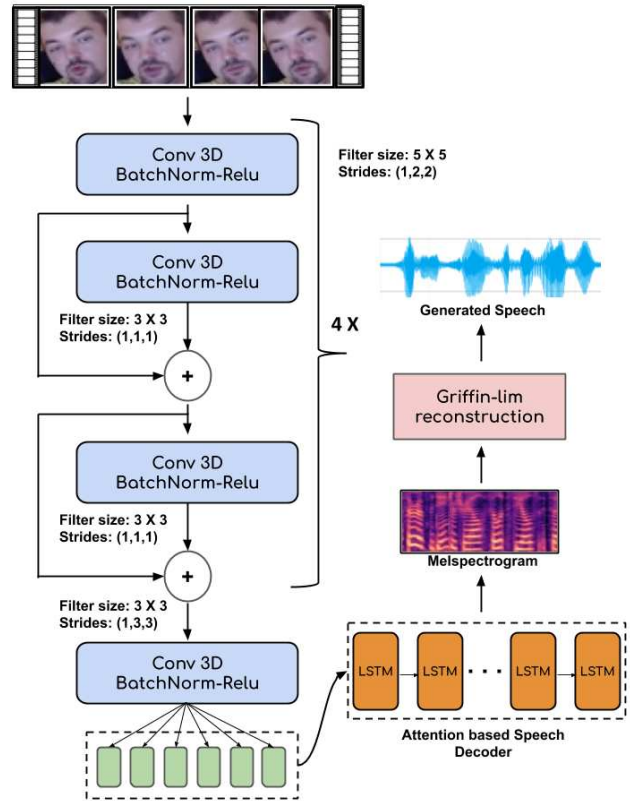 Conv 3D
BatchNorm-Relu
Filter size: 5 X 5
Strides: (1,2,2)
Conv 3D
BatchNorm-Relu
Filter size: 3 X 3
Strides: (1,1,1)
+
4 X
Conv 3D
BatchNorm-Relu
Filter size: 3 X 3
Strides: (1,1,1)
+
Filter size: 3 X 3
Strides: (1,3,3)
Conv 3D
BatchNorm-Relu
LSTM
LSTM
. . .
LSTM
LSTM
Attention based Speech
Decoder
Melspectrogram
Griffin-lim
reconstruction
Generated Speech